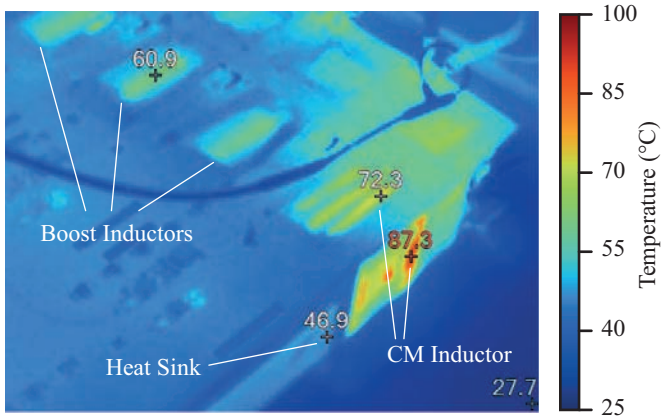 60.9
Boost Inductors
72.3
87.3
46.9
Heat Sink
CM Inductor
27.7
100
85
70
55
40
25
Temperature (°C)